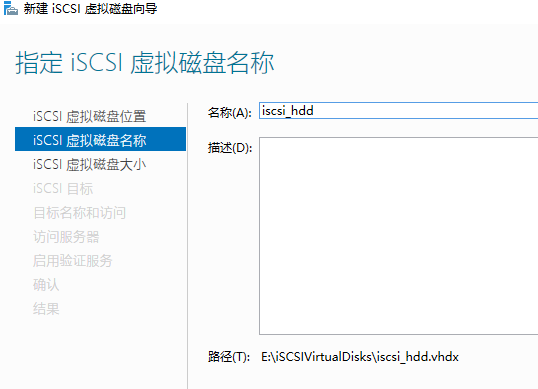 新建 iSCSI 虚拟磁盘向导
指定 iSCSI 虚拟磁盘名称
iSCSI 虚拟磁盘位置
iSCSI 虚拟磁盘名称
iSCSI 虚拟磁盘大小
iSCSI 目标
目标名称和访问
访问服务器
启用验证服务
确认
结果
名称(A): iscsi_hdd
描述(D):
路径(T): E:\iSCSIVirtualDisks\iscsi_hdd.vhdx